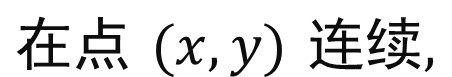 在点 (x, y) 连续,